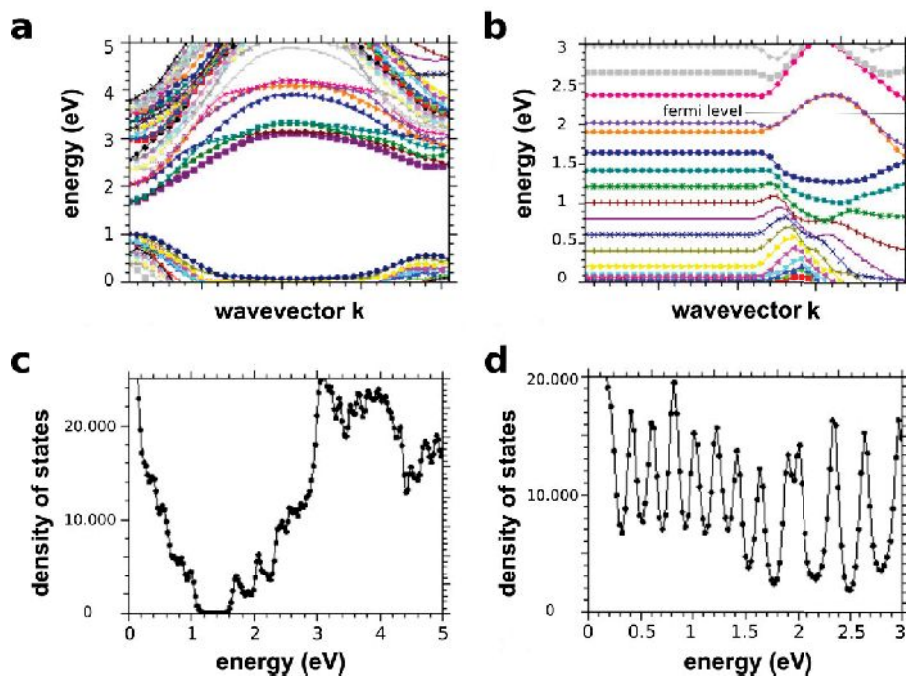 a
5
4
3
2
1
0
energy (eV)
wavevector k
b
3
2.5
2
1.5
1
0.5
0
energy (eV)
fermi level
wavevector k
c
20.000
10.000
0
density of states
0 1 2 3 4 5
energy (eV)
d
20.000
10.000
0
density of states
0 0.5 1 1.5 2 2.5 3
energy (eV)